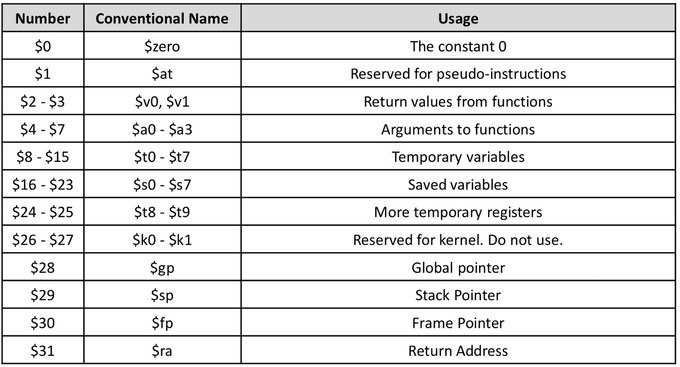 Number Conventional Name Usage
$0 $zero The constant 0
$1 $at Reserved for pseudo-instructions
$2 - $3 $v0, $v1 Return values from functions
$4 - $7 $a0 - $a3 Arguments to functions
$8 - $15 $t0 - $t7 Temporary variables
$16 - $23 $s0 - $s7 Saved variables
$24 - $25 $t8 - $t9 More temporary registers
$26 - $27 $k0 - $k1 Reserved for kernel. Do not use.
$28 $gp Global pointer
$29 $sp Stack Pointer
$30 $fp Frame Pointer
$31 $ra Return Address